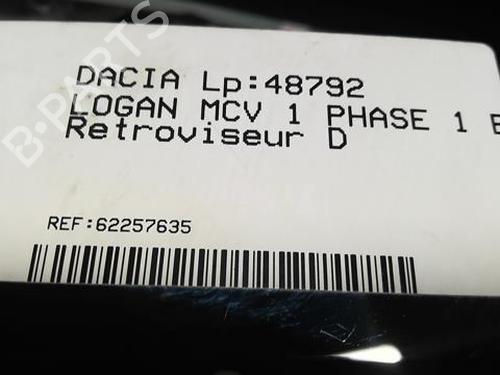 B-PARTS
DACIA Lp:48792
LOGAN MCV 1 PHASE 1
Retroviseur D
REF:62257635